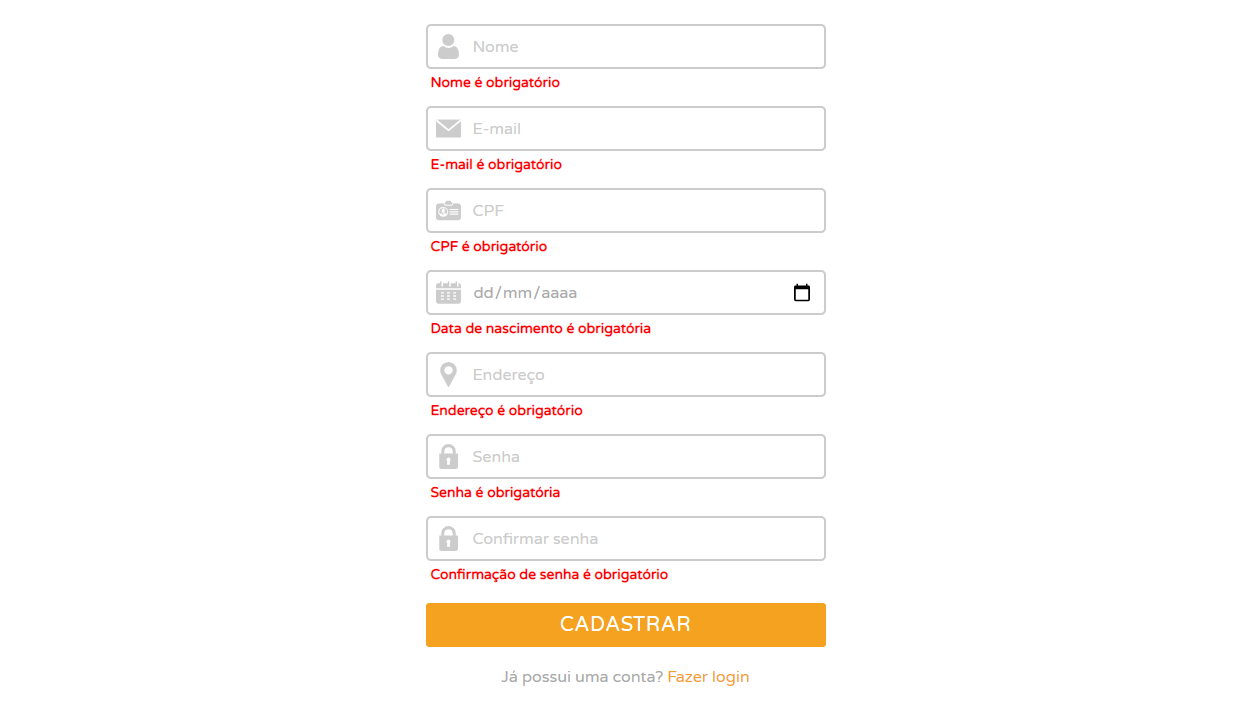 Nome
Nome é obrigatório
E-mail
E-mail é obrigatório
CPF
CPF é obrigatório
dd/mm/aaaa
Data de nascimento é obrigatória
Endereço
Endereço é obrigatório
Senha
Senha é obrigatória
Confirmar senha
Confirmação de senha é obrigatório
CADASTRAR
Já possui uma conta? Fazer login